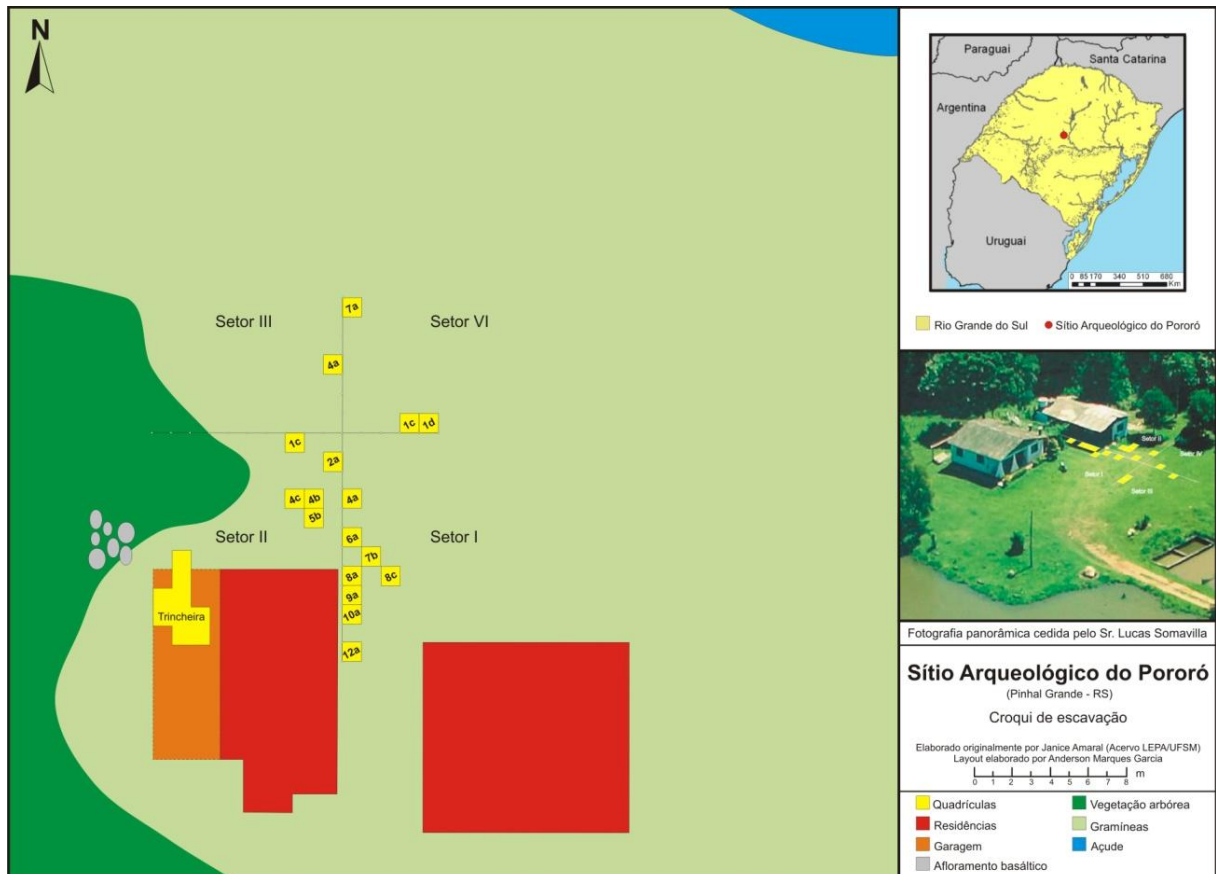 N
Setor III
Setor VI
7a
4a
1c 1d
1c
2a
4c 4b 4a
5b
Setor II
Setor I
6a
7b
8a 8c
9a
Trincheira
10a
12a
Paraguai
Santa Catarina
Argentina
Uruguai
0 85 170 340 510 680
Km
Rio Grande do Sul
Sítio Arqueológico do Pororó
Setor II
Setor IV
Setor I
Setor III
Fotografia panorâmica cedida pelo Sr. Lucas Somavilla
Sítio Arqueológico do Pororó
(Pinhal Grande - RS)
Croqui de escavação
Elaborado originalmente por Janice Amaral (Acervo LEPA/UFSM)
Layout elaborado por Anderson Marques Garcia
0 1 2 3 4 5 6 7 8 m
Quadrículas
Vegetação arbórea
Residências
Gramíneas
Garagem
Açude
Afloramento basáltico